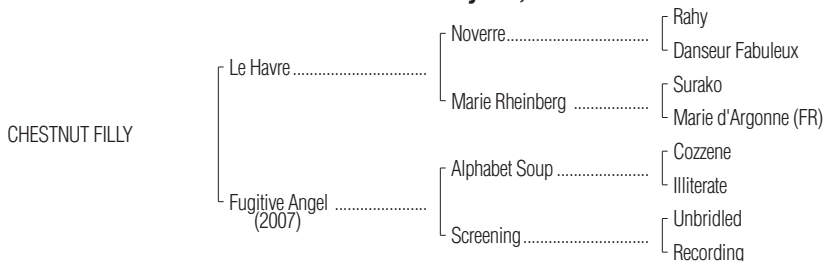 Rahy
Noverre
Danseur Fabuleux
Le Havre
Surako
Marie Rheinberg
Marie d'Argonne (FR)
CHESTNUT FILLY
Cozzene
Alphabet Soup
Illiterate
Fugitive Angel
(2007)
Unbridled
Screening
Recording